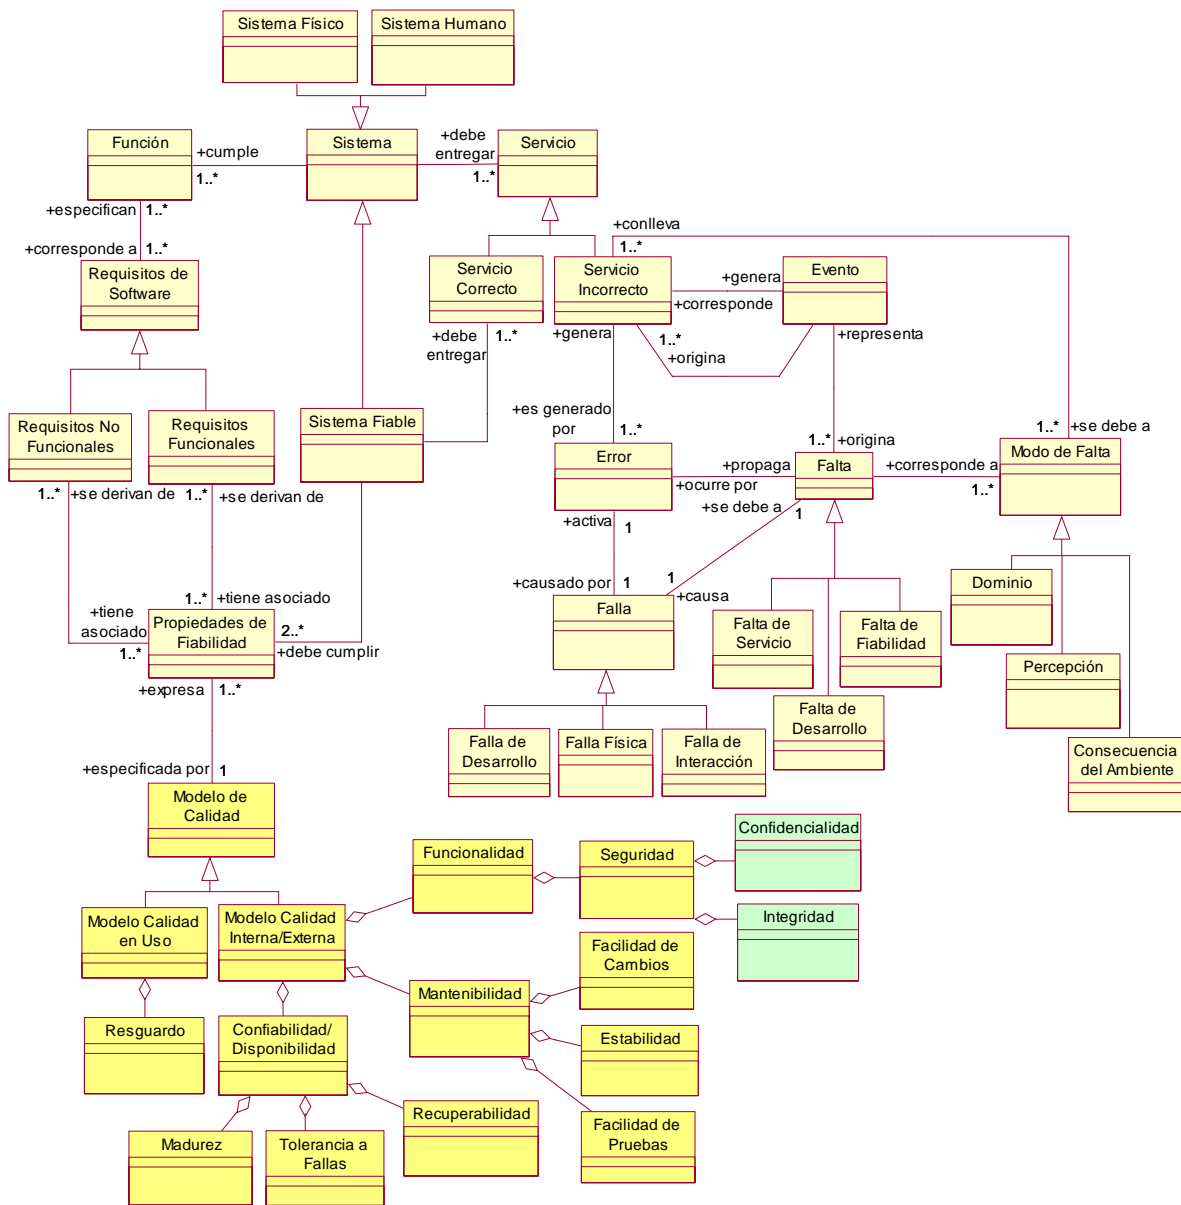 Sistema Físico
Sistema Humano
Función
+cumple
1..*
Sistema
+debe
entregar
1..*
Servicio
+especifican
1..*
+corresponde a
1..*
Requisitos de
Software
+conlleva
1..*
Servicio
Correcto
Servicio
Incorrecto
+genera
+corresponde
Evento
+debe
entregar
1..*
+genera
1..*
+origina
+representa
Requisitos No
Funcionales
Requisitos
Funcionales
Sistema Fiable
+es generado
por
1..*
1..*
+origina
1..*
+se debe a
Error
+propaga
+ocurre por
Falta
+corresponde a
1..*
Modo de Falta
1..*
+se derivan de
1..*
+se derivan de
+activa
1
+se debe a
1
+causado por
1
1
+causa
Falla
Dominio
1..*
+tiene asociado
+tiene
asociado
1..*
Propiedades de
Fiabilidad
2..*
+debe cumplir
Falta de
Servicio
Falta de
Fiabilidad
Percepción
+expresa
1..*
Falla de
Desarrollo
Falla Física
Falla de
Interacción
Falta de
Desarrollo
Consecuencia
del Ambiente
+especificada por
1
Modelo de
Calidad
Funcionalidad
Seguridad
Confidencialidad
Integridad
Modelo Calidad
en Uso
Modelo Calidad
Interna/Externa
Facilidad de
Cambios
Mantenibilidad
Resguardo
Confiabilidad/
Disponibilidad
Estabilidad
Recuperabilidad
Facilidad de
Pruebas
Madurez
Tolerancia a
Fallas